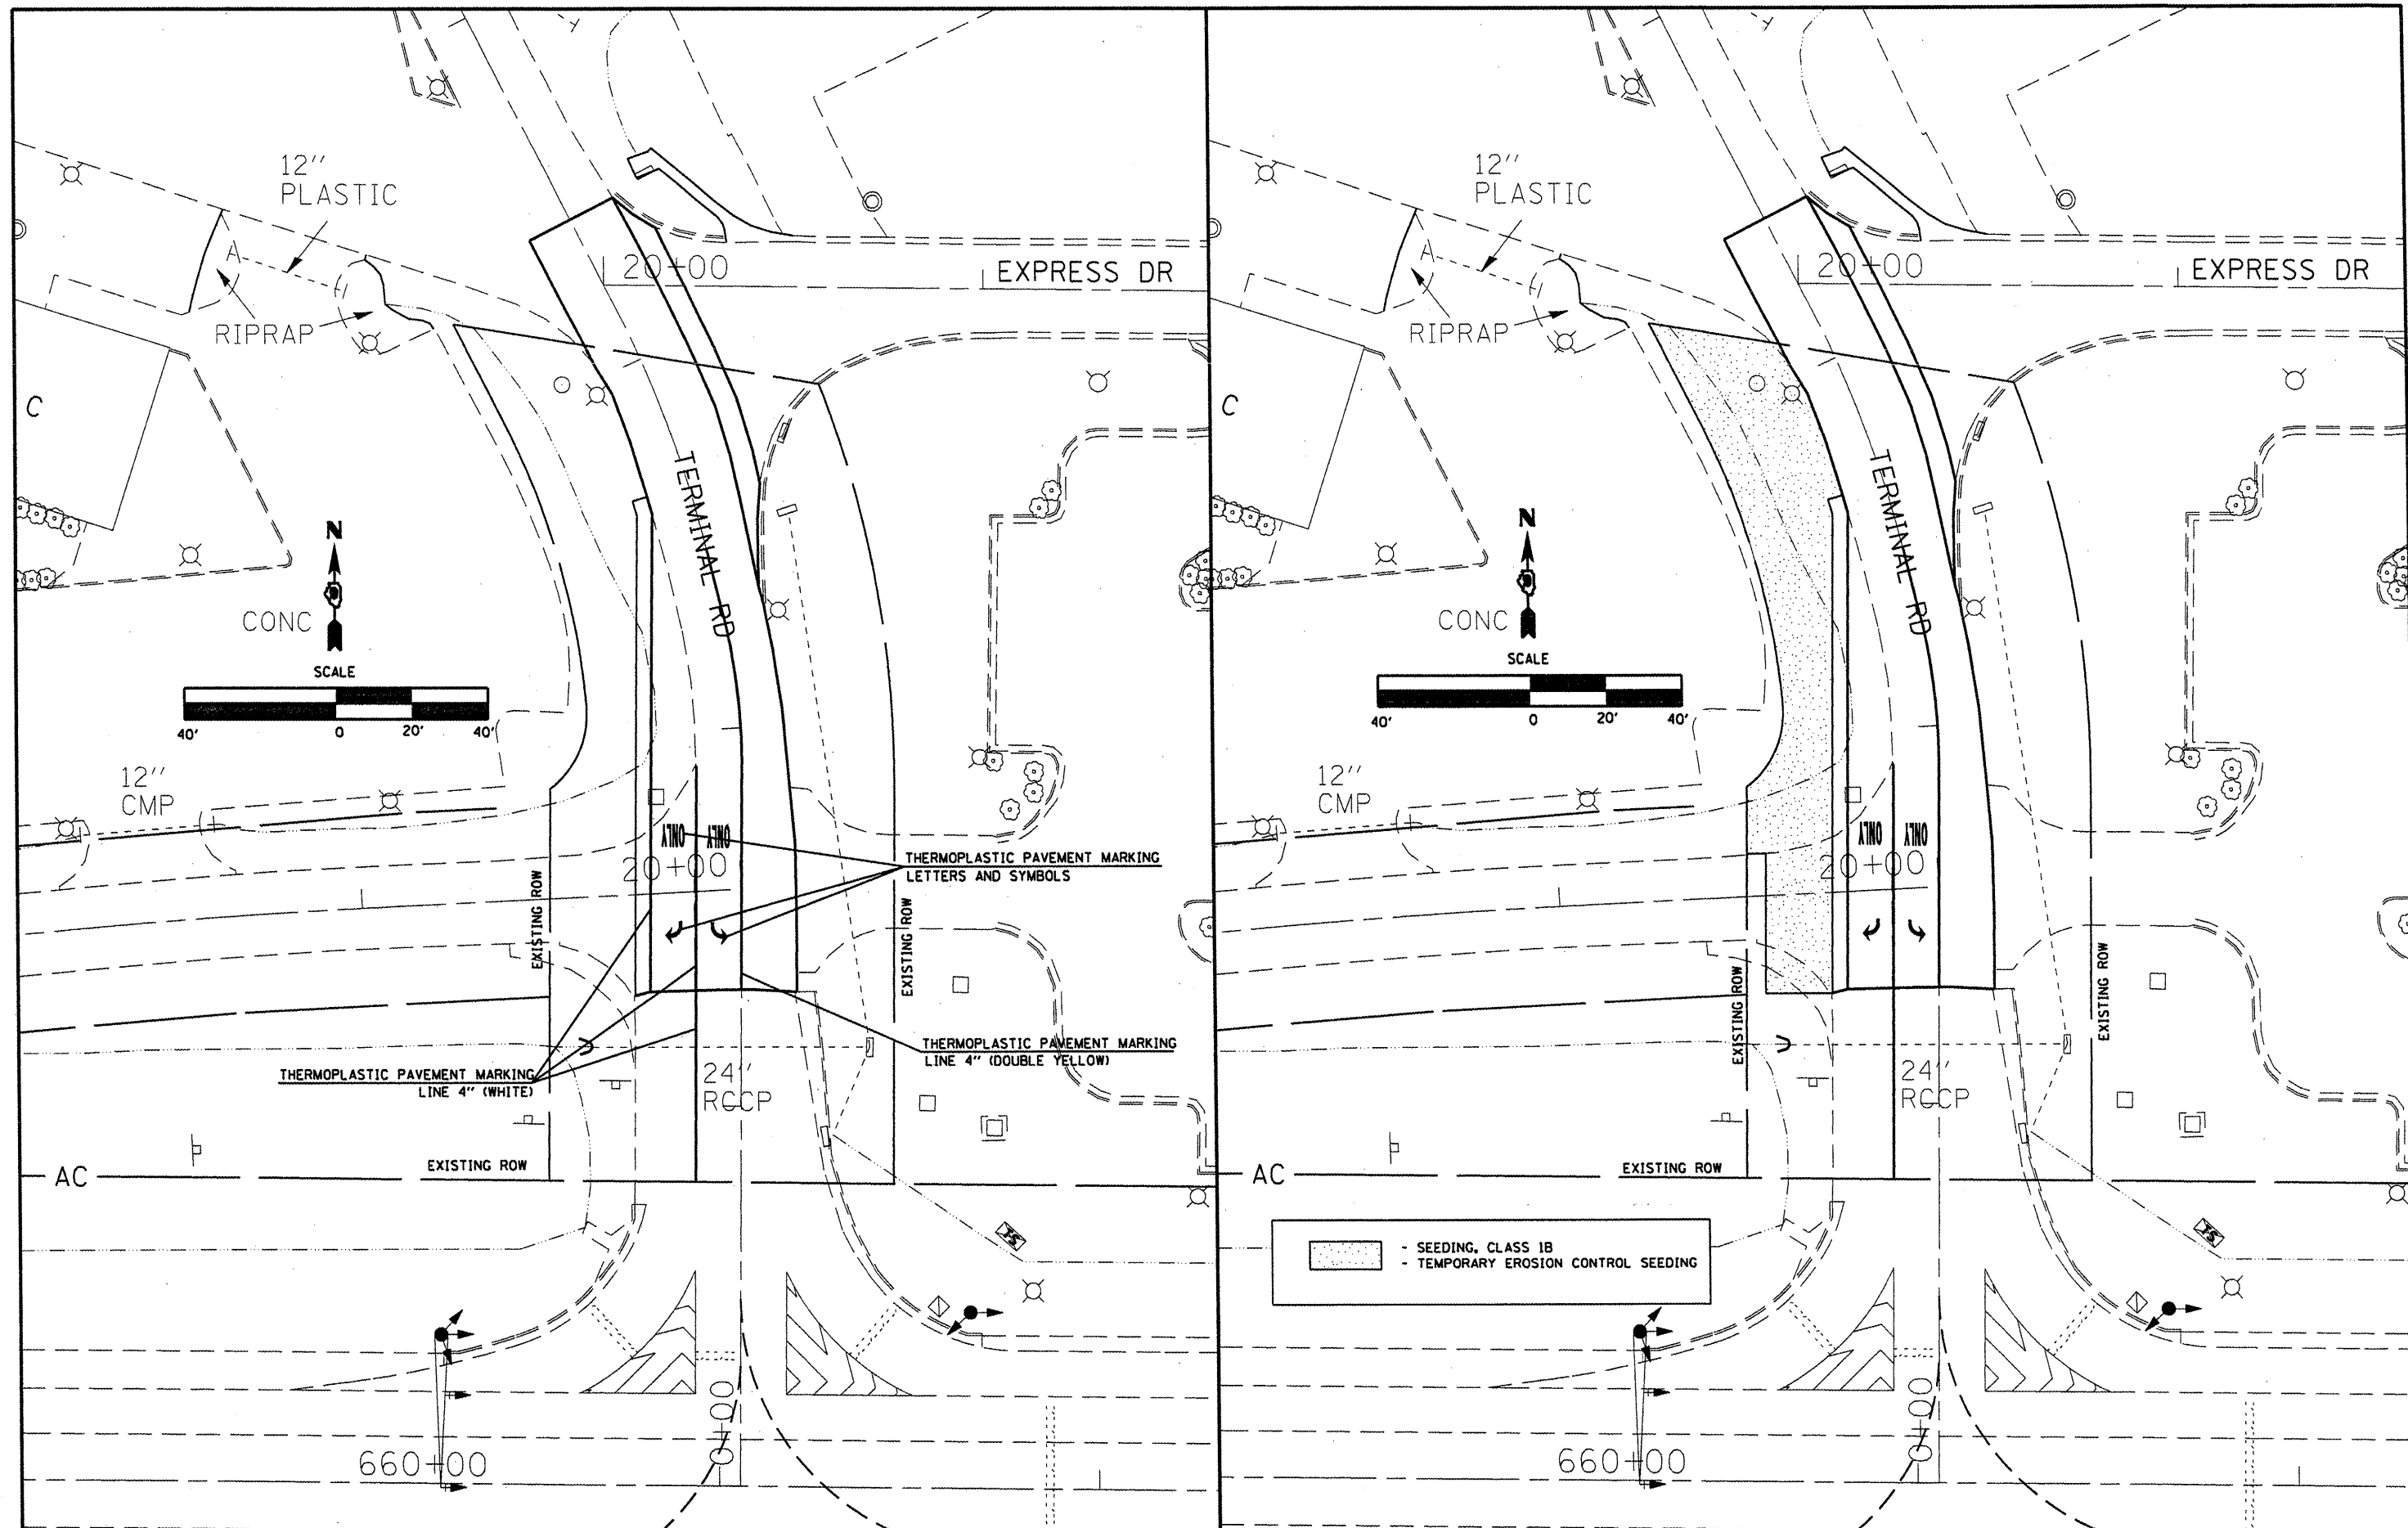 12"
PLASTIC
20+00
EXPRESS DR
RIPRAP
C
TERMINAL RD
N
CONC
SCALE
40' 0 20' 40'
12"
CMP
ONLY ONLY
20+00
THERMOPLASTIC PAVEMENT MARKING
LETTERS AND SYMBOLS
EXISTING ROW
EXISTING ROW
THERMOPLASTIC PAVEMENT MARKING
LINE 4" (DOUBLE YELLOW)
THERMOPLASTIC PAVEMENT MARKING
LINE 4" (WHITE)
24"
RCCP
EXISTING ROW
AC
660+00
12"
PLASTIC
20+00
EXPRESS DR
RIPRAP
C
TERMINAL RD
N
CONC
SCALE
40' 0 20' 40'
12"
CMP
ONLY ONLY
20+00
EXISTING ROW
EXISTING ROW
24"
RCCP
EXISTING ROW
AC
- SEEDING, CLASS 1B
- TEMPORARY EROSION CONTROL SEEDING
660+00